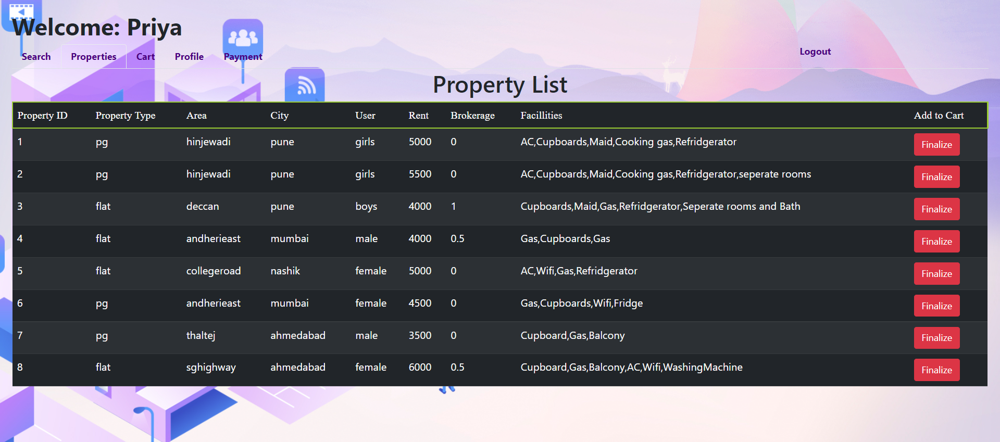 Welcome: Priya
Search Properties Cart Profile Payment Logout
Property List
Property ID Property Type Area City User Rent Brokerage Facillities Add to Cart
1 pg hinjewadi pune girls 5000 0 AC,Cupboards,Maid,Cooking gas,Refridgerator Finalize
2 pg hinjewadi pune girls 5500 0 AC,Cupboards,Maid,Cooking gas,Refridgerator,seperate rooms Finalize
3 flat deccan pune boys 4000 1 Cupboards,Maid,Gas,Refridgerator,Seperate rooms and Bath Finalize
4 flat andherieast mumbai male 4000 0.5 Gas,Cupboards,Gas Finalize
5 flat collegeroad nashik female 5000 0 AC,Wifi,Gas,Refridgerator Finalize
6 pg andherieast mumbai female 4500 0 Gas,Cupboards,Wifi,Fridge Finalize
7 pg thaltej ahmedabad male 3500 0 Cupboard,Gas,Balcony Finalize
8 flat sghighway ahmedabad female 6000 0.5 Cupboard,Gas,Balcony,AC,Wifi,WashingMachine Finalize